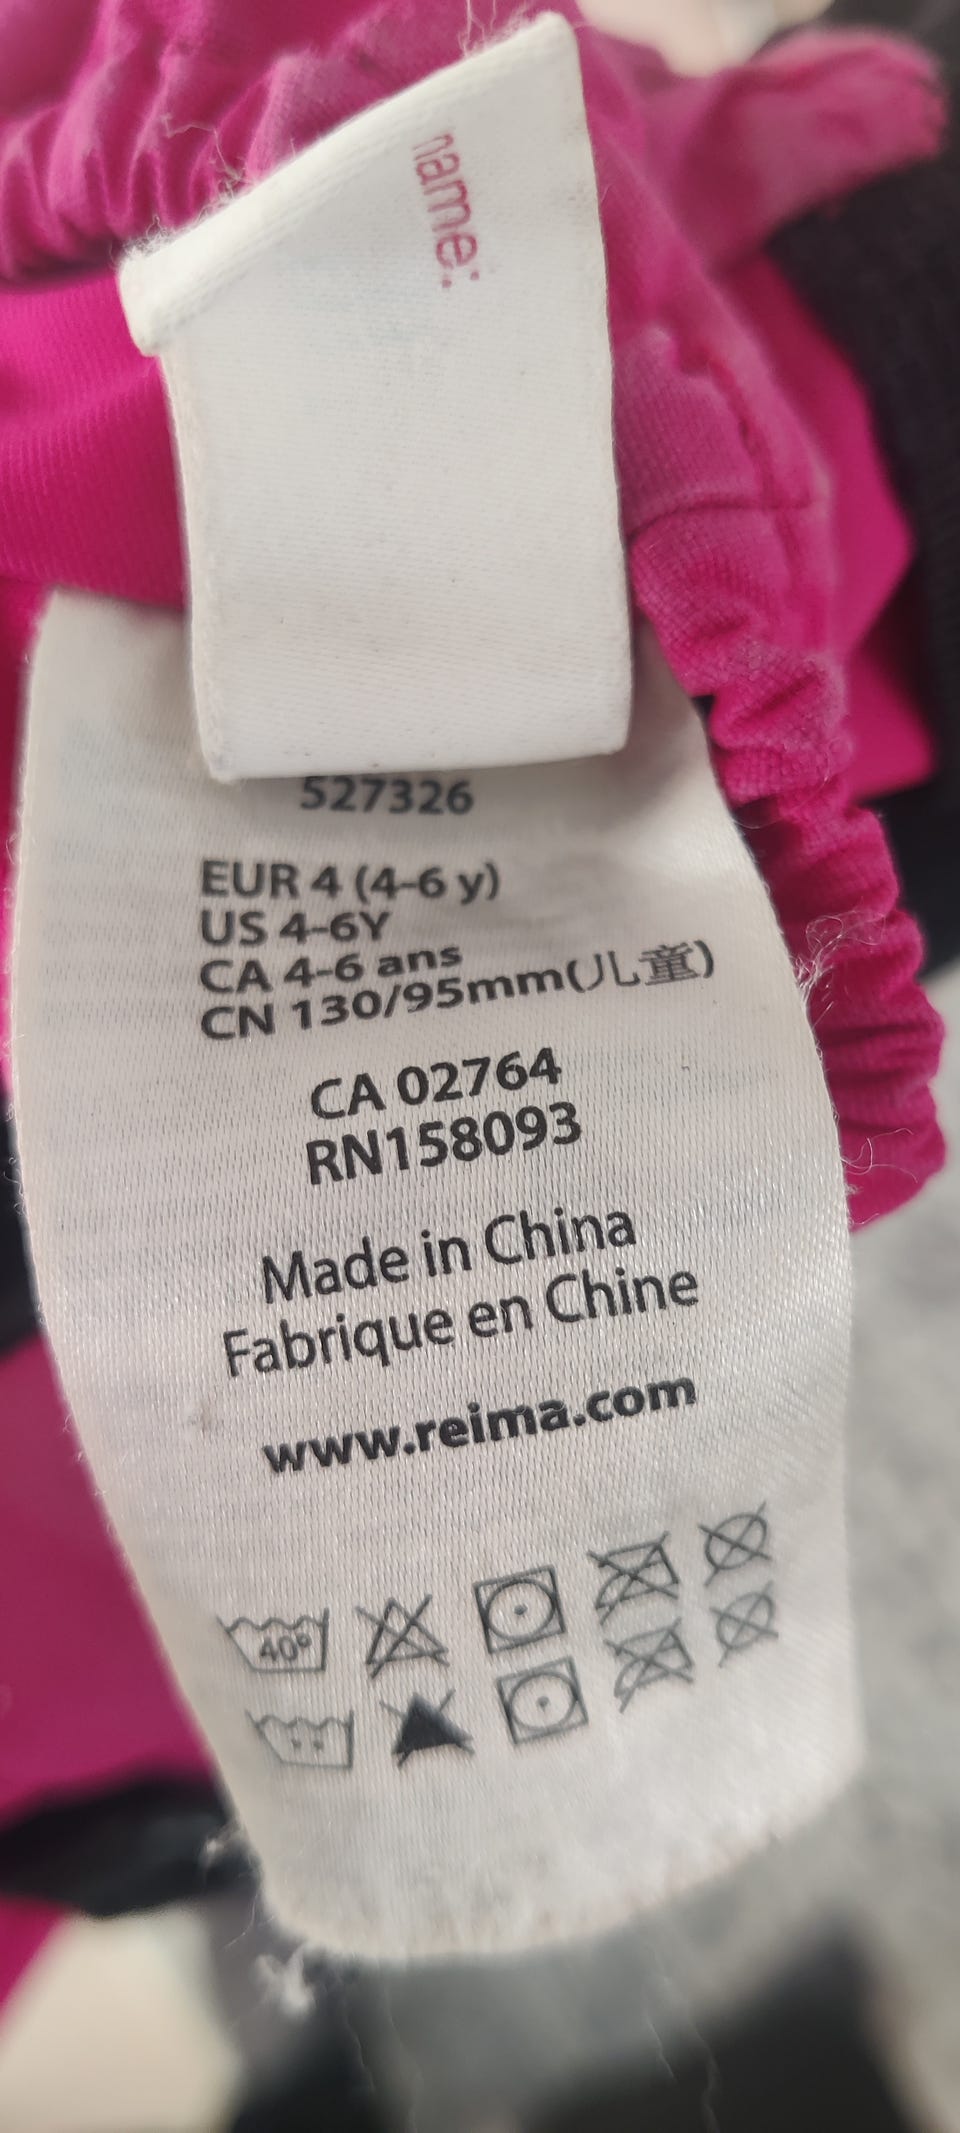 name:
527326
EUR 4 (4-6 y)
US 4-6Y
CA 4-6 ans
CN 130/95mm(儿童)
CA 02764
RN158093
Made in China
Fabrique en Chine
www.reima.com
40°